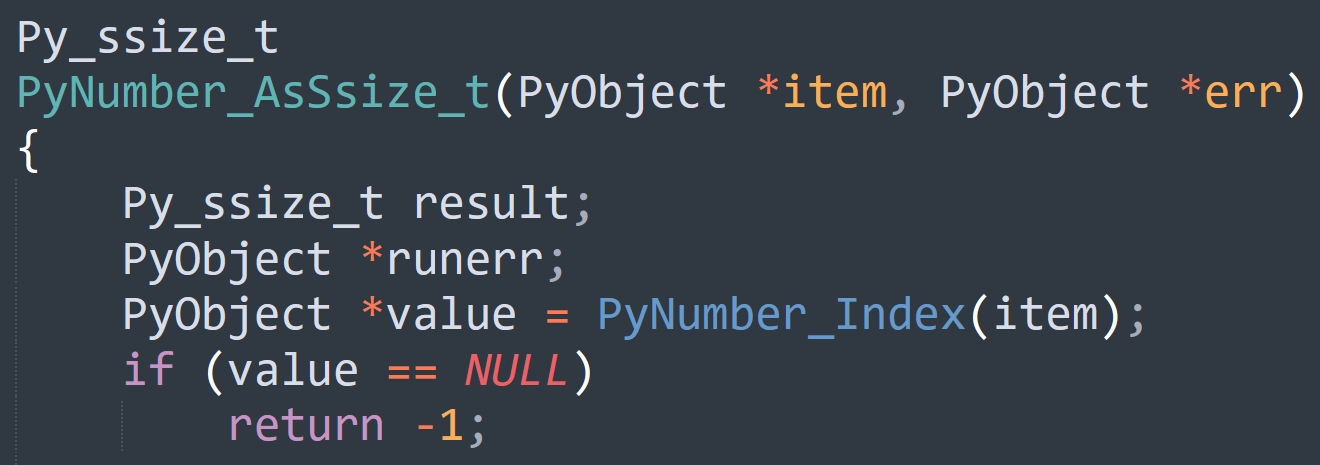 Py_ssize_t
PyNumber_AsSsize_t(PyObject *item, PyObject *err)
{
    Py_ssize_t result;
    PyObject *runerr;
    PyObject *value = PyNumber_Index(item);
    if (value == NULL)
        return -1;